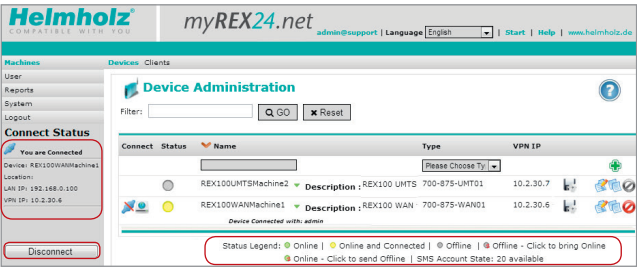 Helmholz®
COMPATIBLE WITH YOU
myREX24.net
admin@support | Language English | Start | Help | www.helmholz.de
Machines
User
Reports
System
Logout
Connect Status
You are Connected
Device: REX100WANMachine1
Location:
LAN IP: 192.168.0.100
VPN IP: 10.2.30.6
Disconnect
Devices Clients
Device Administration
Filter: GO Reset
Connect Status Name Type VPN IP
Please Choose Ty
REX100UMTSMachine2 Description : REX100 UMTS 700-875-UMT01 10.2.30.7
REX100WANMachine1 Description : REX100 WAN 700-875-WAN01 10.2.30.6
Device Connected with: admin
Status Legend: Online | Online and Connected | Offline | Offline - Click to bring Online
Online - Click to send Offline | SMS Account State: 20 available